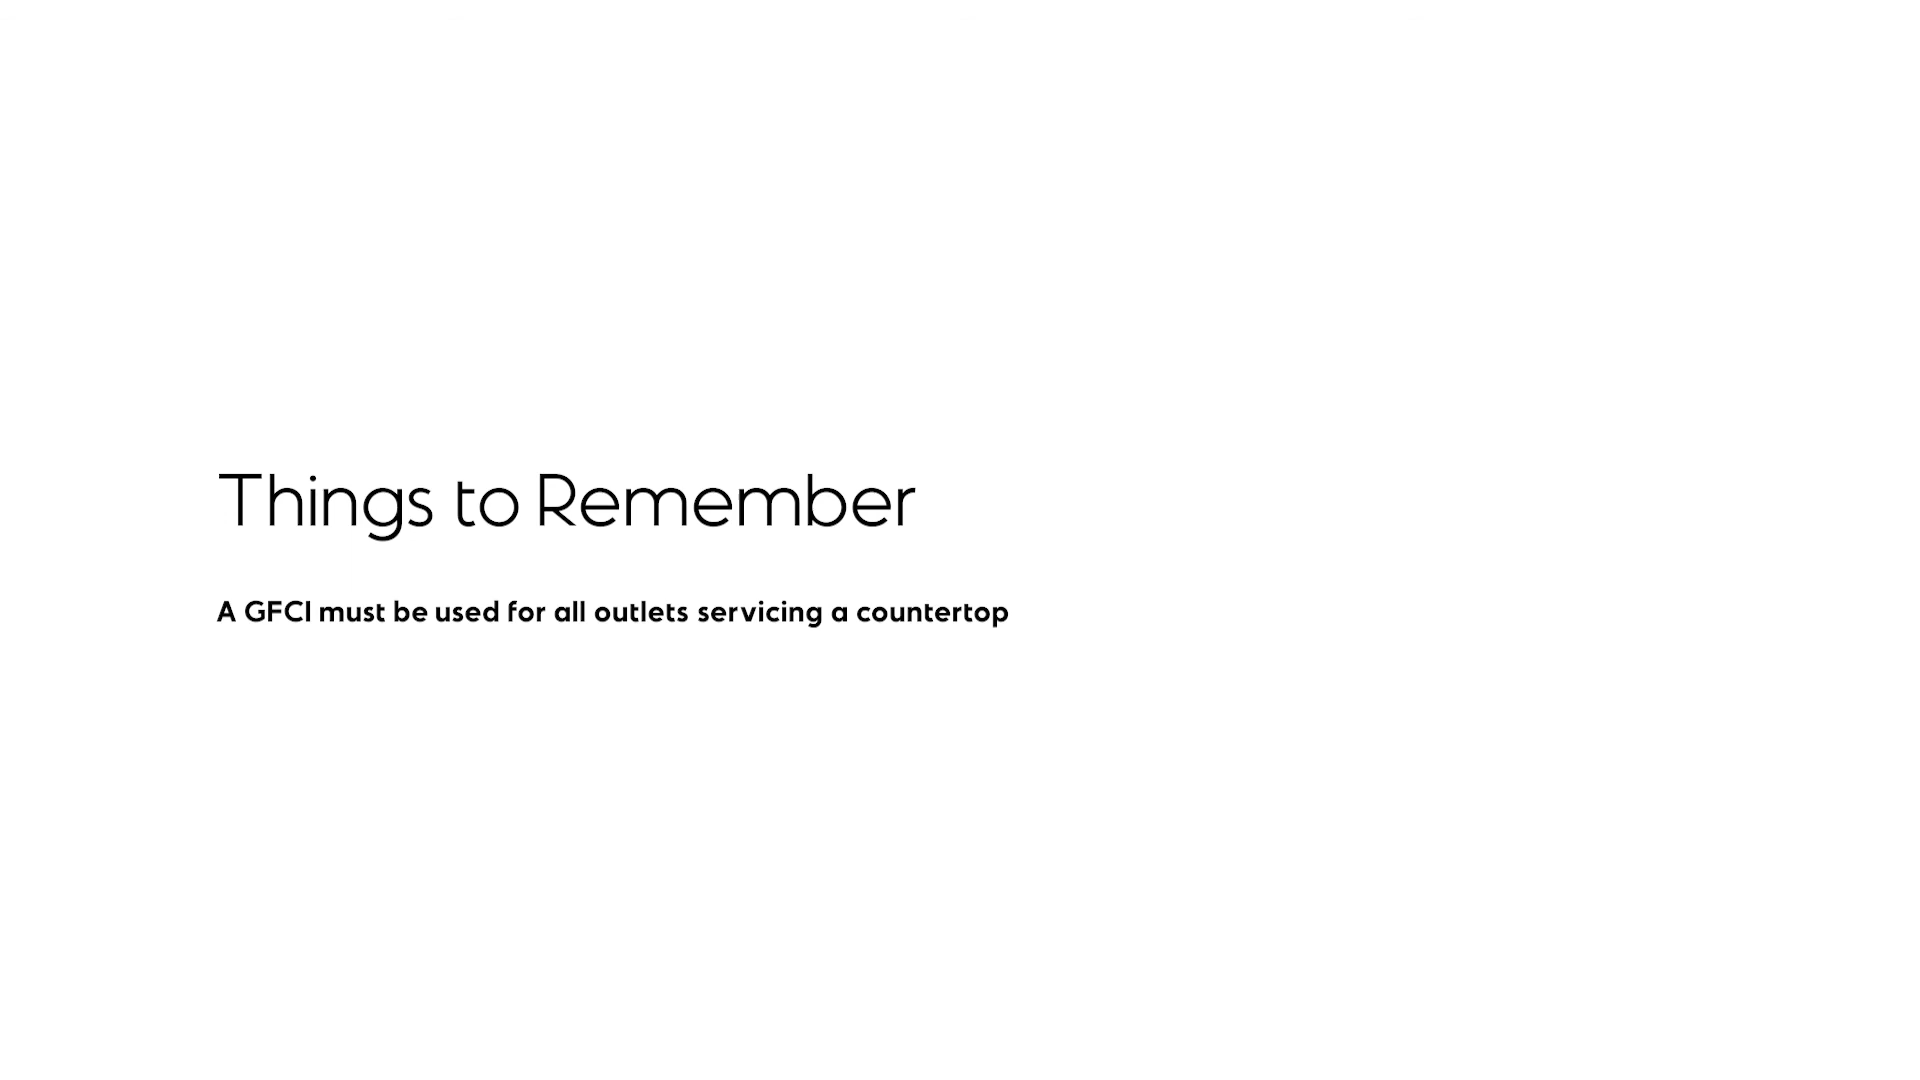 Things to Remember
A GFCI must be used for all outlets servicing a countertop